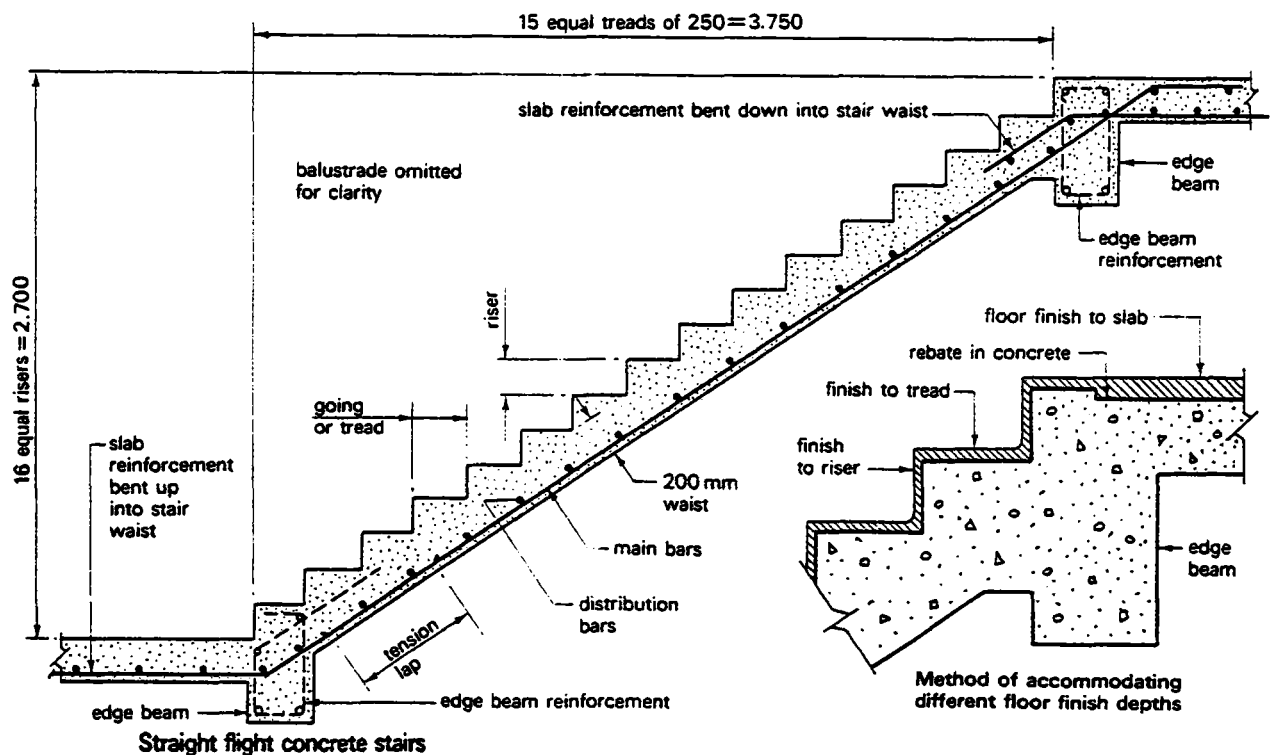 15 equal treads of 250=3.750
slab reinforcement bent down into stair waist
balustrade omitted
for clarity
edge
beam
edge beam
reinforcement
16 equal risers = 2.700
riser
floor finish to slab
rebate in concrete
finish to tread
going
or tread
finish
to riser
slab
reinforcement
bent up
into stair
waist
200 mm
waist
main bars
edge
beam
distribution
bars
tension
lap
Method of accommodating
different floor finish depths
edge beam
edge beam reinforcement
Straight flight concrete stairs